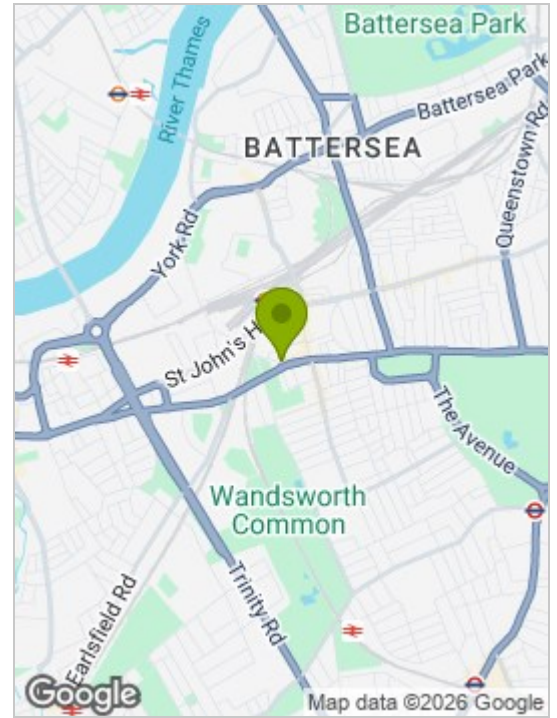 Battersea Park
River Thames
Battersea Park
BATTERSEA
Queenstown Rd
York Rd
St John's H
The Avenue
Wandsworth
Common
Trinity Rd
Earlsfield Rd
Google
Map data ©2026 Google